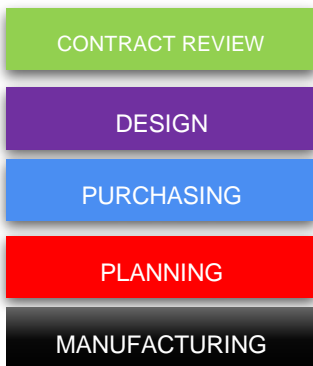 CONTRACT REVIEW
DESIGN
PURCHASING
PLANNING
MANUFACTURING